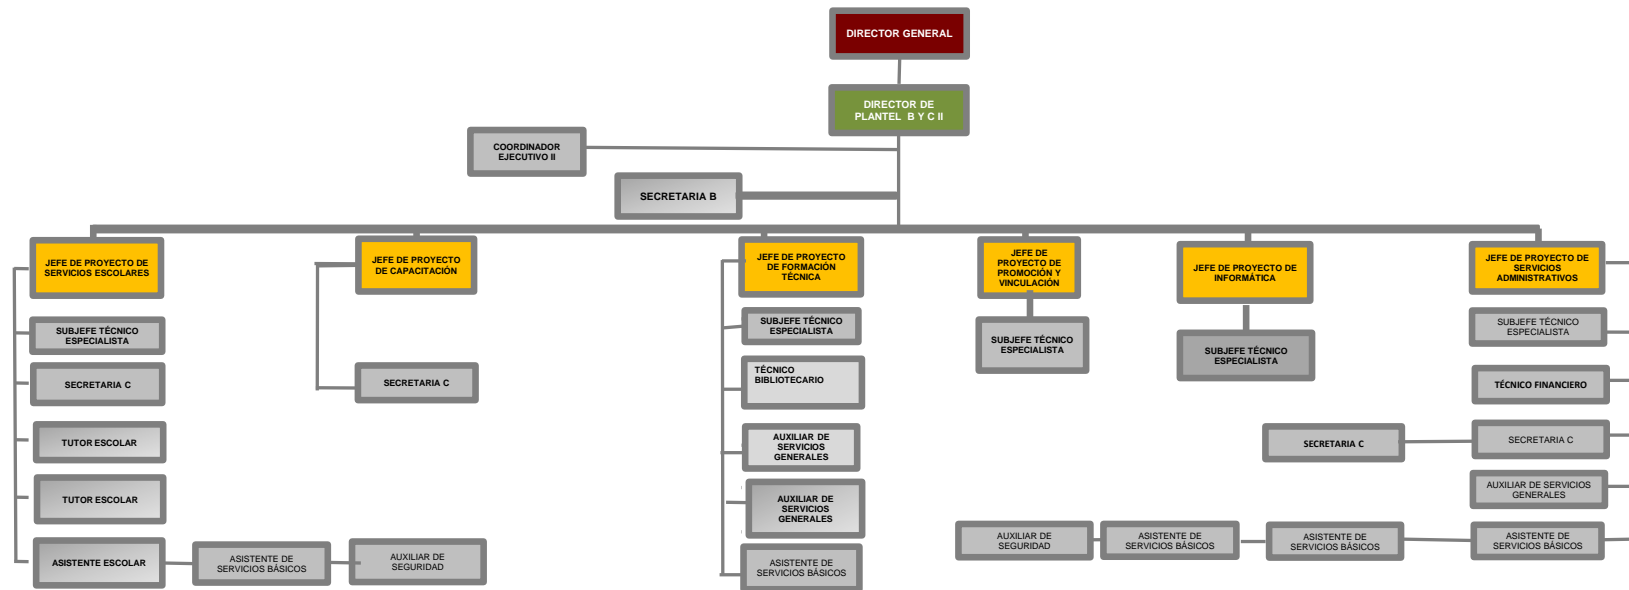 DIRECTOR GENERAL
DIRECTOR DE
PLANTEL B Y C II
COORDINADOR
EJECUTIVO II
SECRETARIA B
JEFE DE PROYECTO DE
SERVICIOS ESCOLARES
JEFE DE PROYECTO
DE CAPACITACIÓN
JEFE DE PROYECTO
DE FORMACIÓN
TÉCNICA
JEFE DE
PROYECTO DE
PROMOCIÓN Y
VINCULACIÓN
JEFE DE PROYECTO DE
INFORMÁTICA
JEFE DE PROYECTO DE
SERVICIOS
ADMINISTRATIVOS
SUBJEFE TÉCNICO
ESPECIALISTA
SUBJEFE TÉCNICO
ESPECIALISTA
SUBJEFE TÉCNICO
ESPECIALISTA
SUBJEFE TÉCNICO
ESPECIALISTA
SUBJEFE TÉCNICO
ESPECIALISTA
SECRETARIA C
SECRETARIA C
TÉCNICO
BIBLIOTECARIO
TÉCNICO FINANCIERO
TUTOR ESCOLAR
AUXILIAR DE
SERVICIOS
GENERALES
SECRETARIA C
SECRETARIA C
TUTOR ESCOLAR
AUXILIAR DE
SERVICIOS
GENERALES
AUXILIAR DE SERVICIOS
GENERALES
ASISTENTE ESCOLAR
ASISTENTE DE
SERVICIOS BÁSICOS
AUXILIAR DE
SEGURIDAD
ASISTENTE DE
SERVICIOS BÁSICOS
AUXILIAR DE
SEGURIDAD
ASISTENTE DE
SERVICIOS BÁSICOS
ASISTENTE DE
SERVICIOS BÁSICOS
ASISTENTE DE
SERVICIOS BÁSICOS